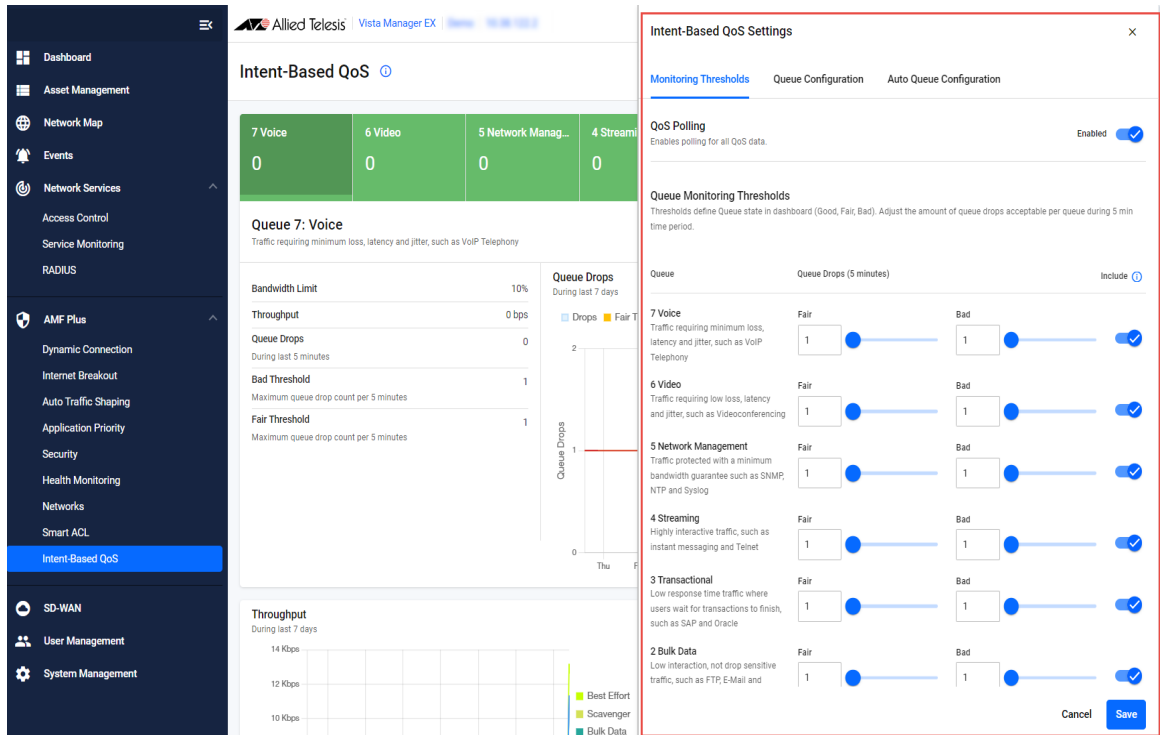 Allied Telesis
Vista Manager EX
Dashboard
Asset Management
Network Map
Events
Network Services
Access Control
Service Monitoring
RADIUS
AMF Plus
Dynamic Connection
Internet Breakout
Auto Traffic Shaping
Application Priority
Security
Health Monitoring
Networks
Smart ACL
Intent-Based QoS
SD-WAN
User Management
System Management
Intent-Based QoS
7 Voice
0
6 Video
0
5 Network Manag...
0
4 Streami
0
Queue 7: Voice
Traffic requiring minimum loss, latency and jitter, such as VoIP Telephony
Bandwidth Limit 10%
Throughput 0 bps
Queue Drops 0
During last 5 minutes
Bad Threshold 1
Maximum queue drop count per 5 minutes
Fair Threshold 1
Maximum queue drop count per 5 minutes
Queue Drops
During last 7 days
Drops Fair T
Queue Drops
2
1
0
Thu F
Throughput
During last 7 days
14 Kbps
12 Kbps
10 Kbps
Best Effort
Scavenger
Bulk Data
Intent-Based QoS Settings
Monitoring Thresholds Queue Configuration Auto Queue Configuration
QoS Polling
Enables polling for all QoS data.
Enabled
Queue Monitoring Thresholds
Thresholds define Queue state in dashboard (Good, Fair, Bad). Adjust the amount of queue drops acceptable per queue during 5 min
time period.
Queue Queue Drops (5 minutes) Include
7 Voice
Traffic requiring minimum loss,
latency and jitter, such as VoIP
Telephony
Fair
1
Bad
1
6 Video
Traffic requiring low loss, latency
and jitter, such as Videoconferencing
Fair
1
Bad
1
5 Network Management
Traffic protected with a minimum
bandwidth guarantee such as SNMP,
NTP and Syslog
Fair
1
Bad
1
4 Streaming
Highly interactive traffic, such as
instant messaging and Telnet
Fair
1
Bad
1
3 Transactional
Low response time traffic where
users wait for transactions to finish,
such as SAP and Oracle
Fair
1
Bad
1
2 Bulk Data
Low interaction, not drop sensitive
traffic, such as FTP, E-Mail and
Fair
1
Bad
1
Cancel
Save